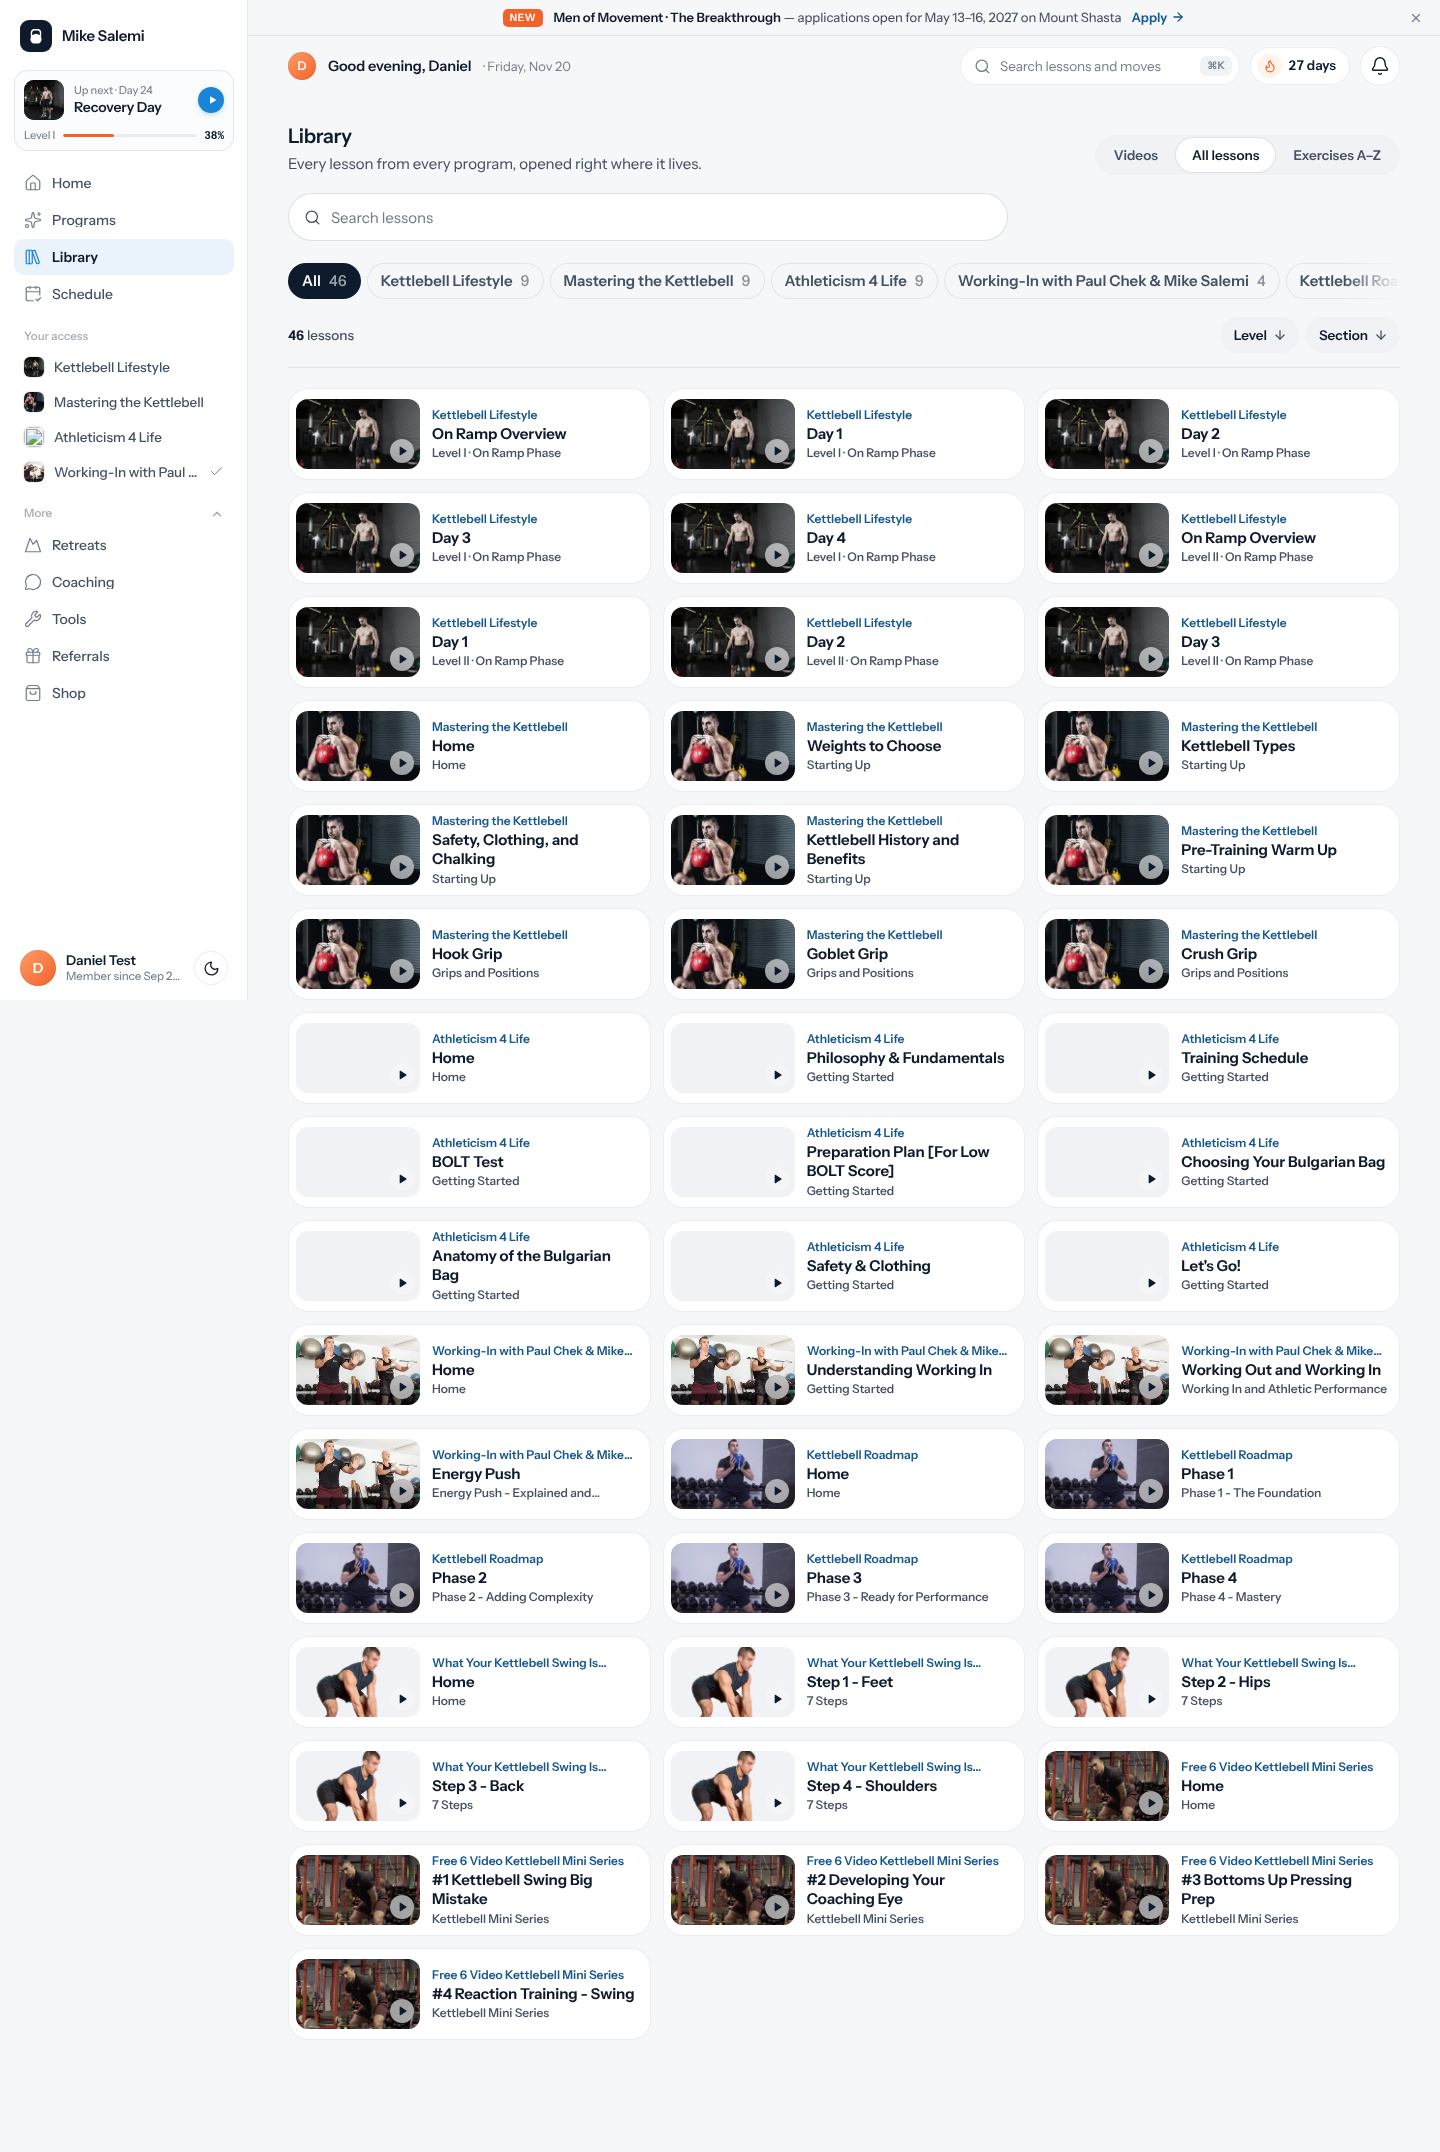 NEW Men of Movement · The Breakthrough — applications open for May 13–16, 2027 on Mount Shasta Apply →
Mike Salemi
Up next · Day 24
Recovery Day
Level I 38%
Home
Programs
Library
Schedule
Your access
Kettlebell Lifestyle
Mastering the Kettlebell
Athleticism 4 Life
Working-In with Paul ...
More
Retreats
Coaching
Tools
Referrals
Shop
D Daniel Test
Member since Sep 2...
D Good evening, Daniel · Friday, Nov 20
Search lessons and moves ⌘K
27 days
Library
Every lesson from every program, opened right where it lives.
Videos All lessons Exercises A–Z
Search lessons
All 46 Kettlebell Lifestyle 9 Mastering the Kettlebell 9 Athleticism 4 Life 9 Working-In with Paul Chek & Mike Salemi 4 Kettlebell Roa
46 lessons
Level ↓ Section ↓
Kettlebell Lifestyle
On Ramp Overview
Level I · On Ramp Phase
Kettlebell Lifestyle
Day 1
Level I · On Ramp Phase
Kettlebell Lifestyle
Day 2
Level I · On Ramp Phase
Kettlebell Lifestyle
Day 3
Level I · On Ramp Phase
Kettlebell Lifestyle
Day 4
Level I · On Ramp Phase
Kettlebell Lifestyle
On Ramp Overview
Level II · On Ramp Phase
Kettlebell Lifestyle
Day 1
Level II · On Ramp Phase
Kettlebell Lifestyle
Day 2
Level II · On Ramp Phase
Kettlebell Lifestyle
Day 3
Level II · On Ramp Phase
Mastering the Kettlebell
Home
Home
Mastering the Kettlebell
Weights to Choose
Starting Up
Mastering the Kettlebell
Kettlebell Types
Starting Up
Mastering the Kettlebell
Safety, Clothing, and
Chalking
Starting Up
Mastering the Kettlebell
Kettlebell History and
Benefits
Starting Up
Mastering the Kettlebell
Pre-Training Warm Up
Starting Up
Mastering the Kettlebell
Hook Grip
Grips and Positions
Mastering the Kettlebell
Goblet Grip
Grips and Positions
Mastering the Kettlebell
Crush Grip
Grips and Positions
Athleticism 4 Life
Home
Home
Athleticism 4 Life
Philosophy & Fundamentals
Getting Started
Athleticism 4 Life
Training Schedule
Getting Started
Athleticism 4 Life
BOLT Test
Getting Started
Athleticism 4 Life
Preparation Plan [For Low
BOLT Score]
Getting Started
Athleticism 4 Life
Choosing Your Bulgarian Bag
Getting Started
Athleticism 4 Life
Anatomy of the Bulgarian
Bag
Getting Started
Athleticism 4 Life
Safety & Clothing
Getting Started
Athleticism 4 Life
Let's Go!
Getting Started
Working-In with Paul Chek & Mike...
Home
Home
Working-In with Paul Chek & Mike...
Understanding Working In
Getting Started
Working-In with Paul Chek & Mike...
Working Out and Working In
Working In and Athletic Performance
Working-In with Paul Chek & Mike...
Energy Push
Energy Push - Explained and...
Kettlebell Roadmap
Home
Home
Kettlebell Roadmap
Phase 1
Phase 1 - The Foundation
Kettlebell Roadmap
Phase 2
Phase 2 - Adding Complexity
Kettlebell Roadmap
Phase 3
Phase 3 - Ready for Performance
Kettlebell Roadmap
Phase 4
Phase 4 - Mastery
What Your Kettlebell Swing Is...
Home
Home
What Your Kettlebell Swing Is...
Step 1 - Feet
7 Steps
What Your Kettlebell Swing Is...
Step 2 - Hips
7 Steps
What Your Kettlebell Swing Is...
Step 3 - Back
7 Steps
What Your Kettlebell Swing Is...
Step 4 - Shoulders
7 Steps
Free 6 Video Kettlebell Mini Series
Home
Home
Free 6 Video Kettlebell Mini Series
#1 Kettlebell Swing Big
Mistake
Kettlebell Mini Series
Free 6 Video Kettlebell Mini Series
#2 Developing Your
Coaching Eye
Kettlebell Mini Series
Free 6 Video Kettlebell Mini Series
#3 Bottoms Up Pressing
Prep
Kettlebell Mini Series
Free 6 Video Kettlebell Mini Series
#4 Reaction Training - Swing
Kettlebell Mini Series